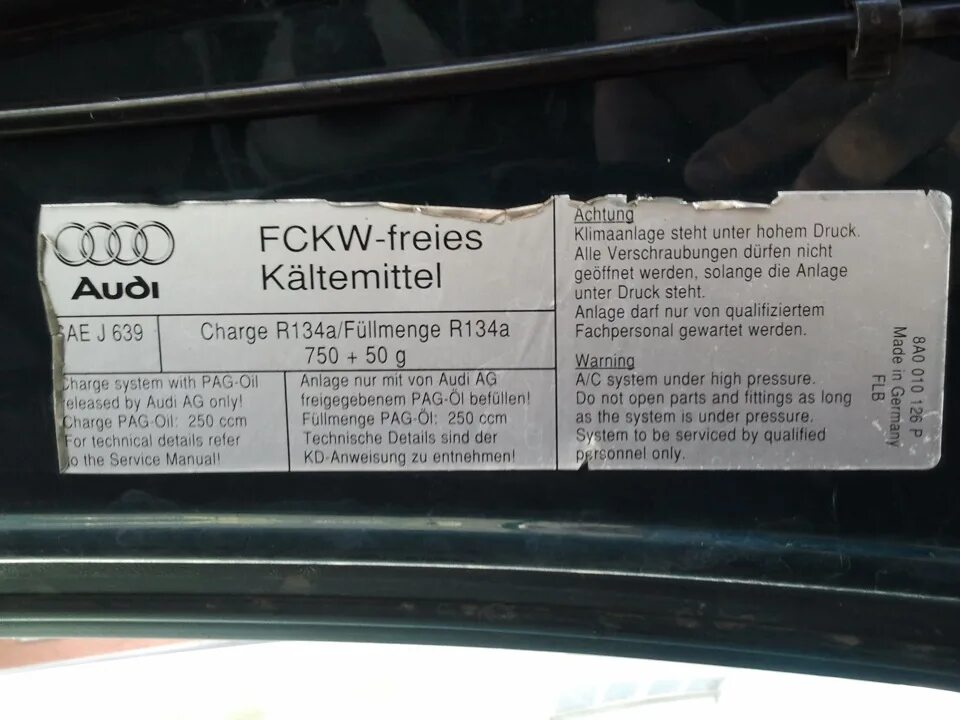 Audi
FCKW-freies
Kältemittel
SAE J 639
Charge R134a/Füllmenge R134a
750 + 50 g
Charge system with PAG-Oil
released by Audi AG only!
Charge PAG-Oil: 250 ccm
For technical details refer
to the Service Manual!
Anlage nur mit von Audi AG
freigegebenem PAG-Öl befüllen!
Füllmenge PAG-Öl: 250 ccm
Technische Details sind der
KD-Anweisung zu entnehmen!
Achtung
Klimaanlage steht unter hohem Druck.
Alle Verschraubungen dürfen nicht
geöffnet werden, solange die Anlage
unter Druck steht.
Anlage darf nur von qualifiziertem
Fachpersonal gewartet werden.
Warning
A/C system under high pressure.
Do not open parts and fittings as long
as the system is under pressure.
System to be serviced by qualified
personnel only.
8A0 010 126 P
Made in Germany
FLB